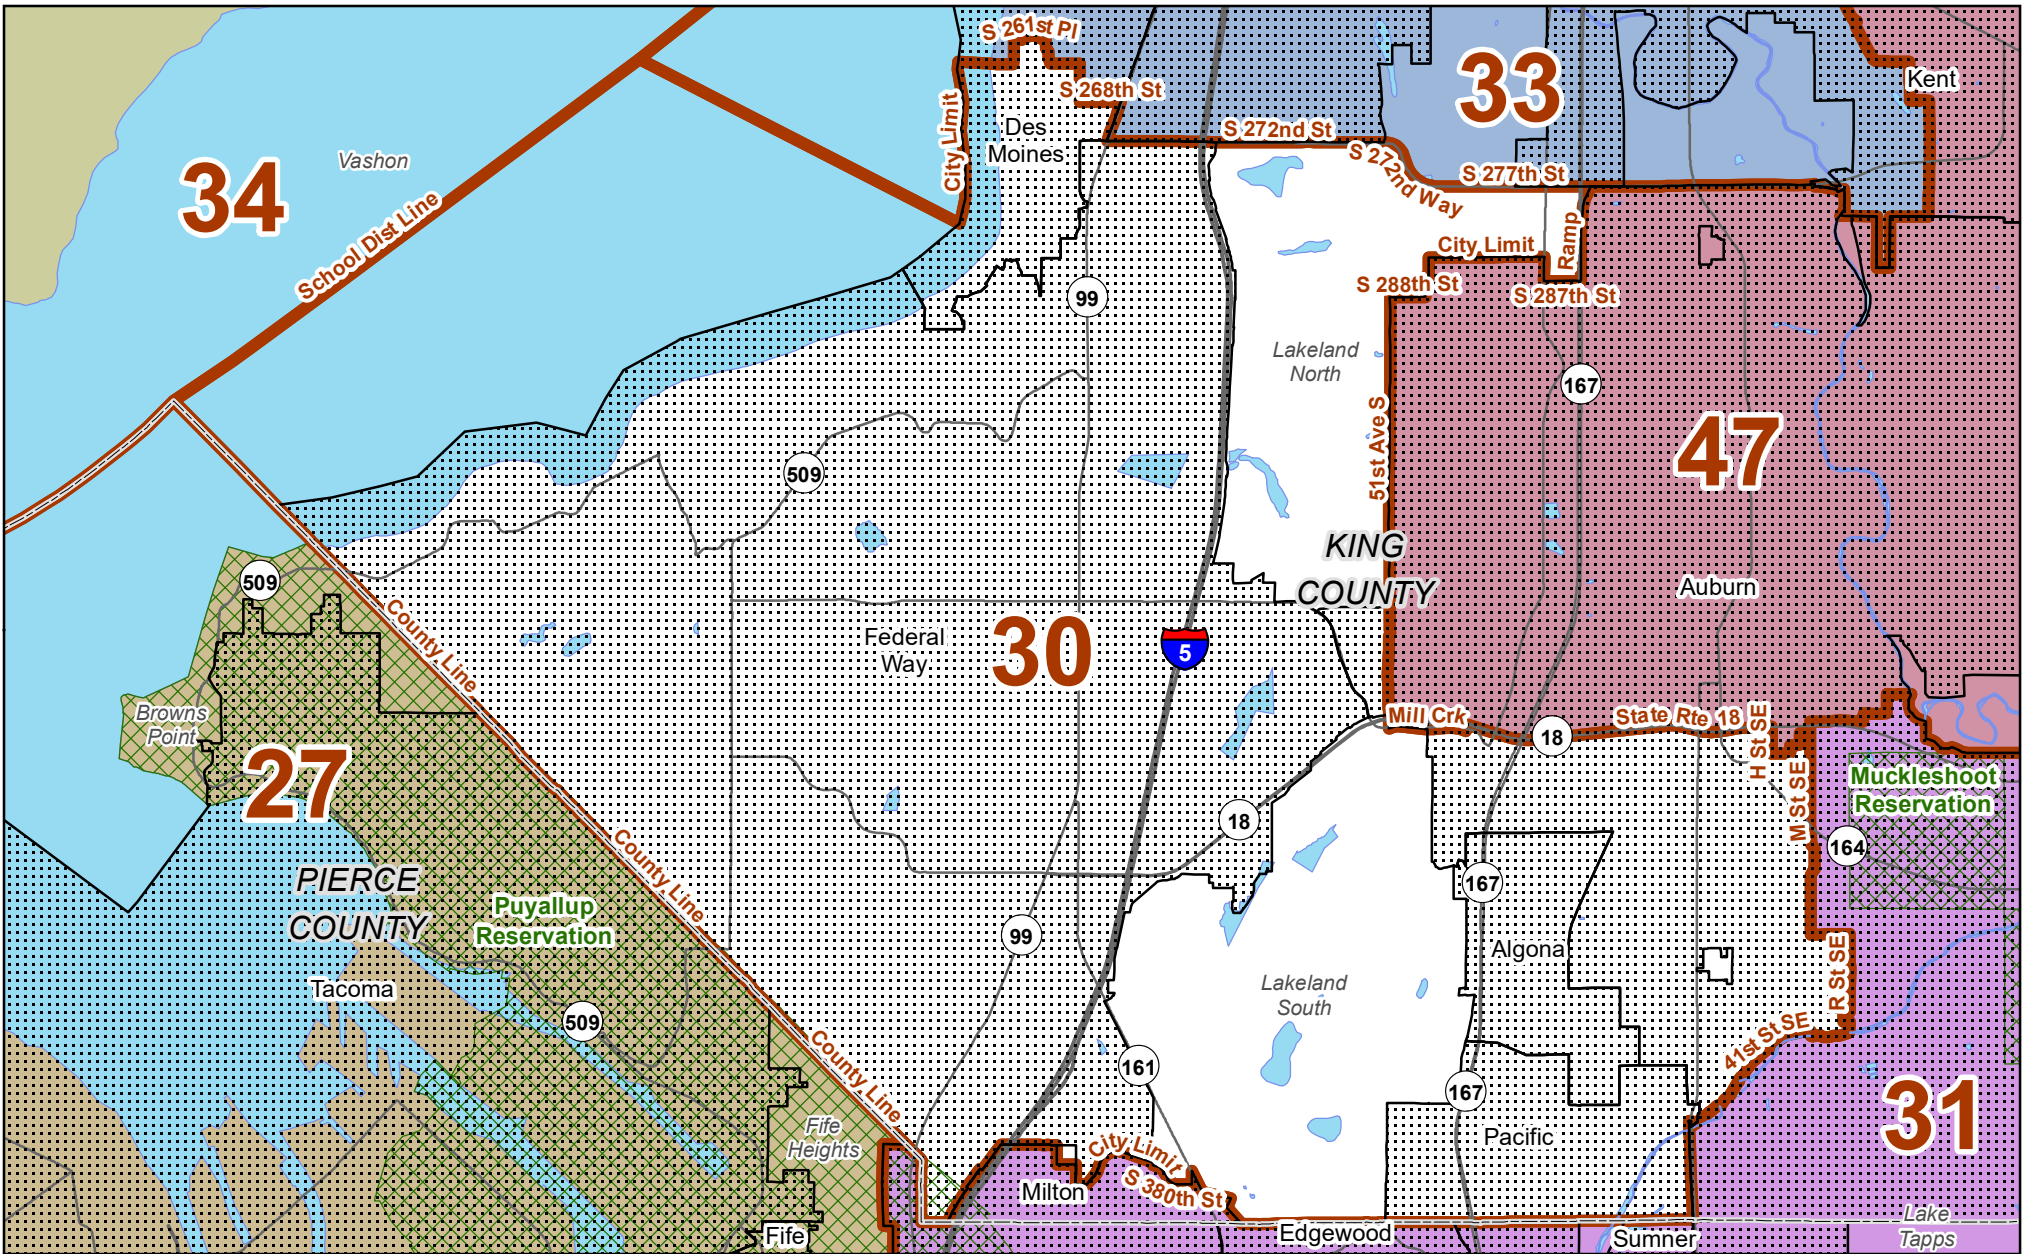 S 261st Pl
S 268th St
33
Kent
City Limit
Des
Moines
S 272nd St
S 272nd Way
S 277th St
Vashon
34
School Dist Line
City Limit
Ramp
S 288th St
S 287th St
99
Lakeland
North
167
51st Ave S
47
509
KING
COUNTY
Auburn
509
County Line
Federal
Way
30
5
Browns
Point
27
Mill Crk
State Rte 18
18
H St SE
M St SE
Muckleshoot
Reservation
164
18
County Line
PIERCE
COUNTY
Puyallup
Reservation
167
99
Algona
R St SE
Tacoma
Lakeland
South
509
County Line
161
41st St SE
167
31
Fife
Heights
Pacific
City Limit
S 380th St
Milton
Fife
Edgewood
Sumner
Lake
Tapps